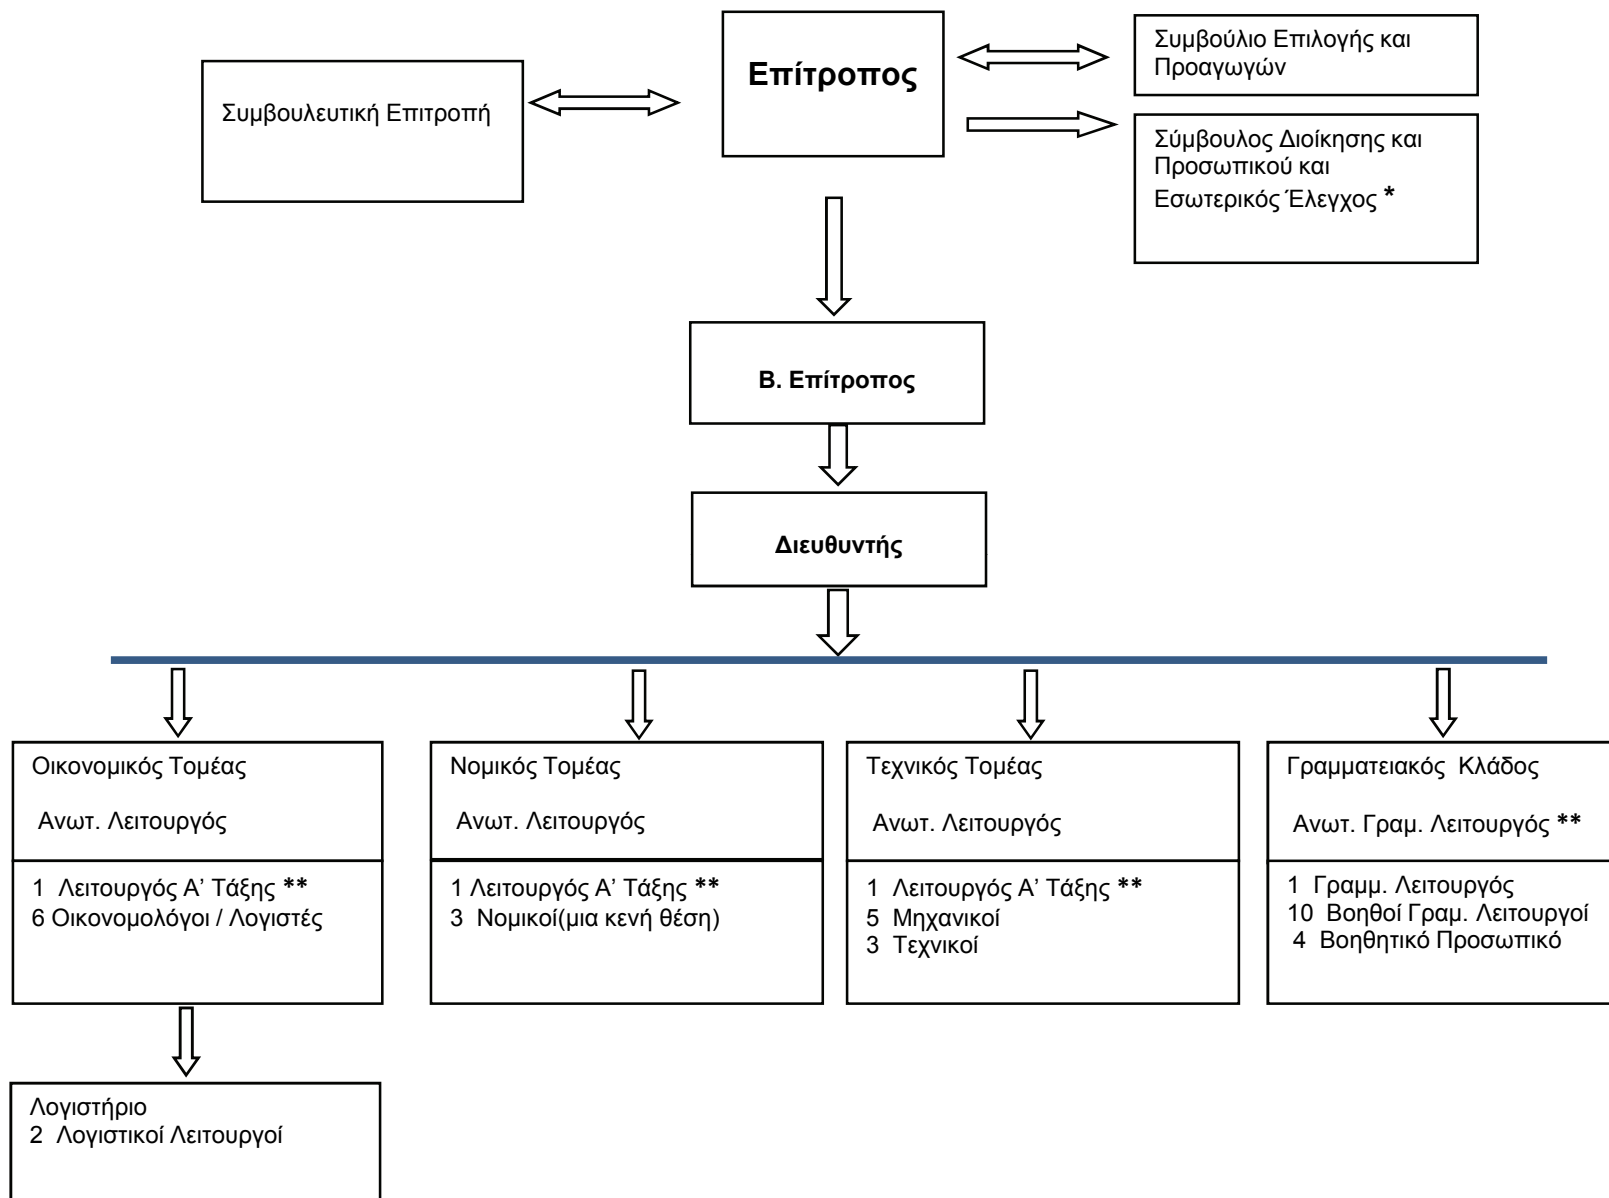 Επίτροπος
Συμβούλιο Επιλογής και
Προαγωγών
Συμβουλευτική Επιτροπή
Σύμβουλος Διοίκησης και
Προσωπικού και
Εσωτερικός Έλεγχος *
Β. Επίτροπος
Διευθυντής
Οικονομικός Τομέας
Ανωτ. Λειτουργός
1 Λειτουργός Α’ Τάξης **
6 Οικονομολόγοι / Λογιστές
Νομικός Τομέας
Ανωτ. Λειτουργός
1 Λειτουργός Α’ Τάξης **
3 Νομικοί(μια κενή θέση)
Τεχνικός Τομέας
Ανωτ. Λειτουργός
1 Λειτουργός Α’ Τάξης **
5 Μηχανικοί
3 Τεχνικοί
Γραμματειακός Κλάδος
Ανωτ. Γραμ. Λειτουργός **
1 Γραμμ. Λειτουργός
10 Βοηθοί Γραμ. Λειτουργοί
4 Βοηθητικό Προσωπικό
Λογιστήριο
2 Λογιστικοί Λειτουργοί